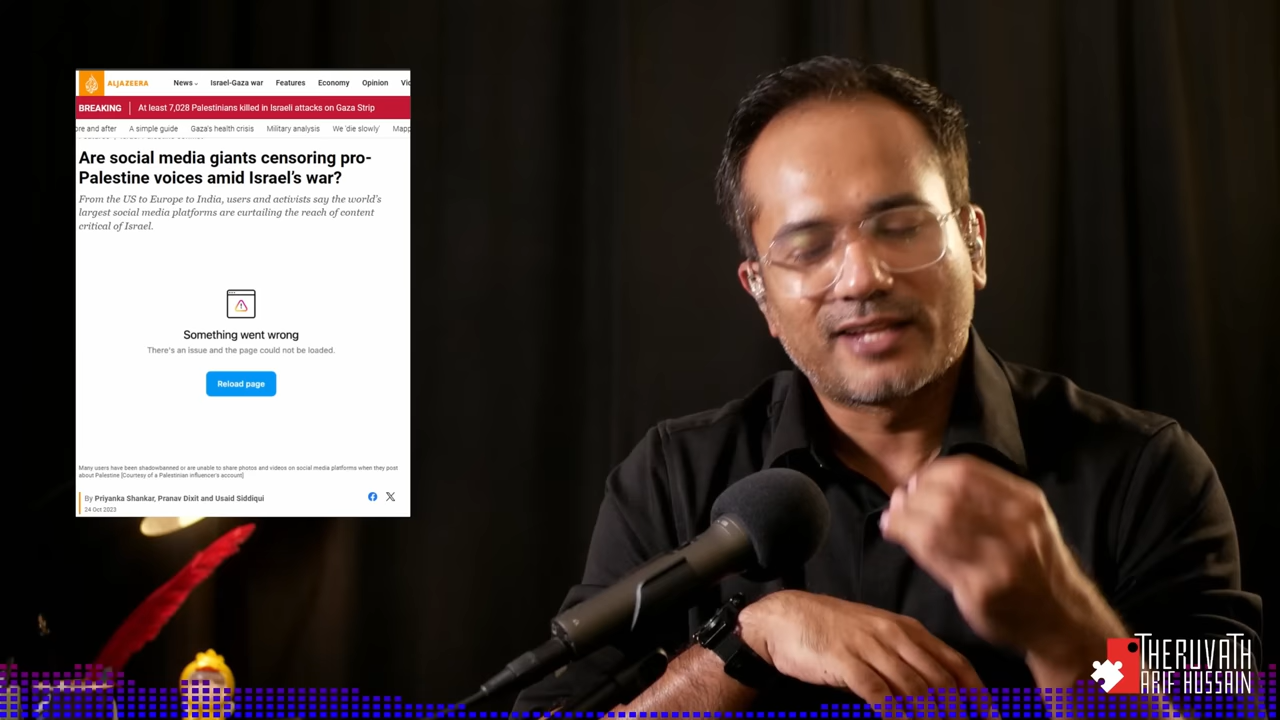 ALJAZEERA
News Israel-Gaza war Features Economy Opinion
BREAKING At least 7,028 Palestinians killed in Israeli attacks on Gaza Strip
ore and after A simple guide Gaza's health crisis Military analysis We 'die slowly' Mapp
Are social media giants censoring pro-
Palestine voices amid Israel's war?
From the US to Europe to India, users and activists say the world's
largest social media platforms are curtailing the reach of content
critical of Israel.
Something went wrong
There's an issue and the page could not be loaded.
Reload page
Many users have been shadowbanned or are unable to share photos and videos on social media platforms when they post
about Palestine [Courtesy of a Palestinian influencer's account]
By Priyanka Shankar, Pranav Dixit and Usaid Siddiqui
24 Oct 2023
THERUVATH
ARIF HUSSAIN